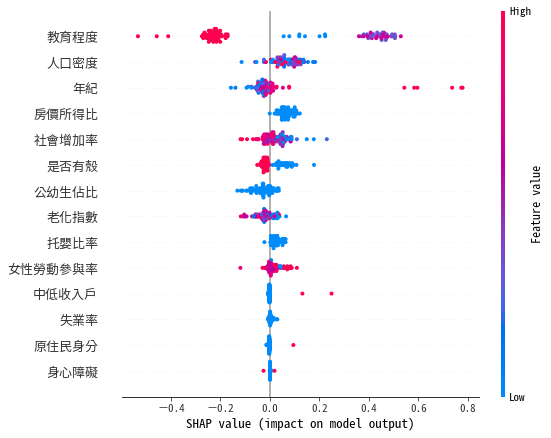 High
教育程度
人口密度
年紀
房價所得比
社會增加率
是否有殼
公幼生佔比
老化指數
托嬰比率
女性勞動參與率
中低收入戶
失業率
原住民身分
身心障礙
Feature value
Low
−0.4 −0.2 0.0 0.2 0.4 0.6 0.8
SHAP value (impact on model output)